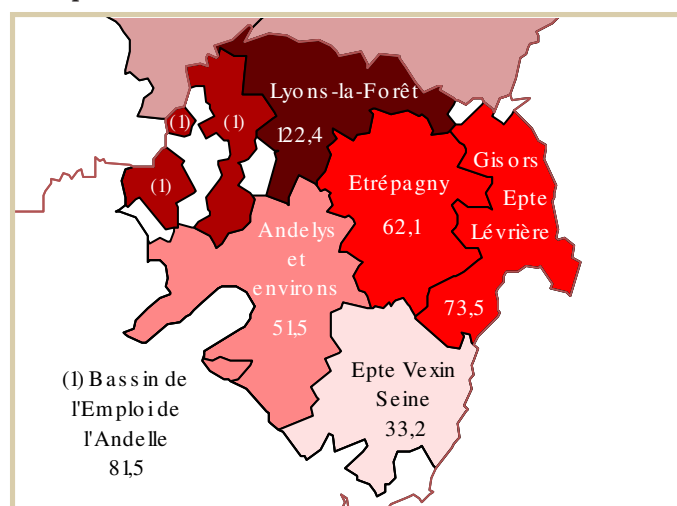 Lyons-la-Forêt
122,4
(1)
(1)
(1)
Gisors
Epte
Lévrière
73,5
Etrépagny
62,1
Andelys
et
environs
51,5
Epte Vexin
Seine
33,2
(1) Bassin de
l'Emploi de
l'Andelle
81,5